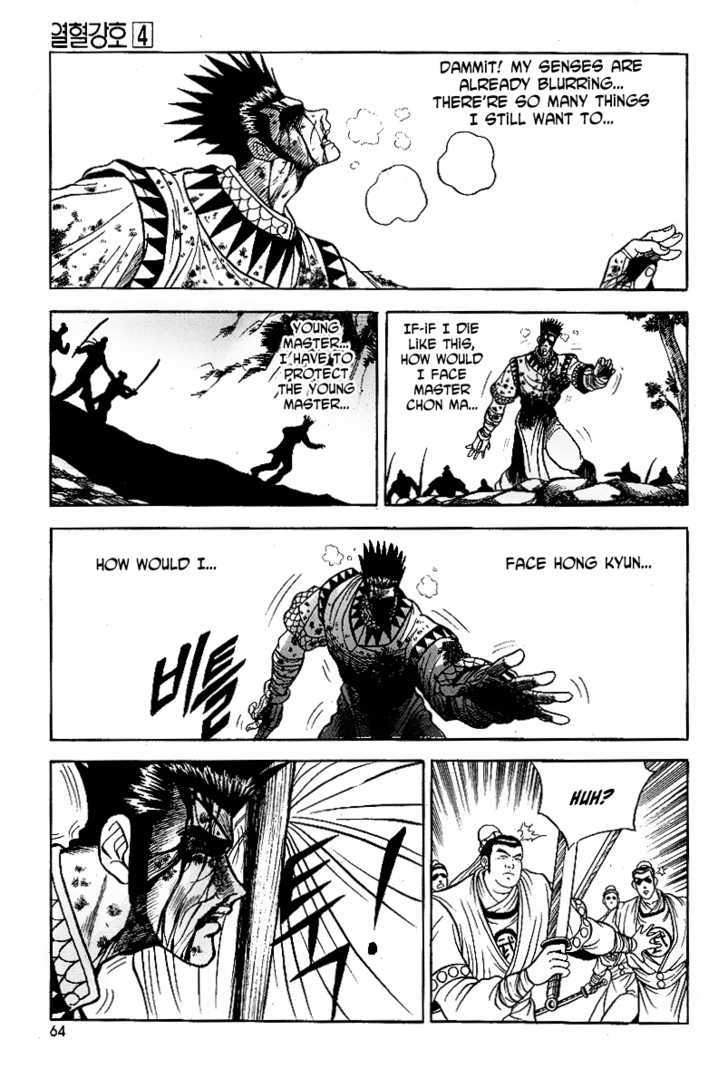 열혈강호 4
DAMMIT! MY SENSES ARE
ALREADY BLURRING...
THERE'RE SO MANY THINGS
I STILL WANT TO...
YOUNG
MASTER...
I HAVE TO
PROTECT
THE YOUNG
MASTER...
IF-IF I DIE
LIKE THIS,
HOW WOULD
I FACE
MASTER
CHON MA...
HOW WOULD I...
FACE HONG KYUN...
비틀
HUH?
64